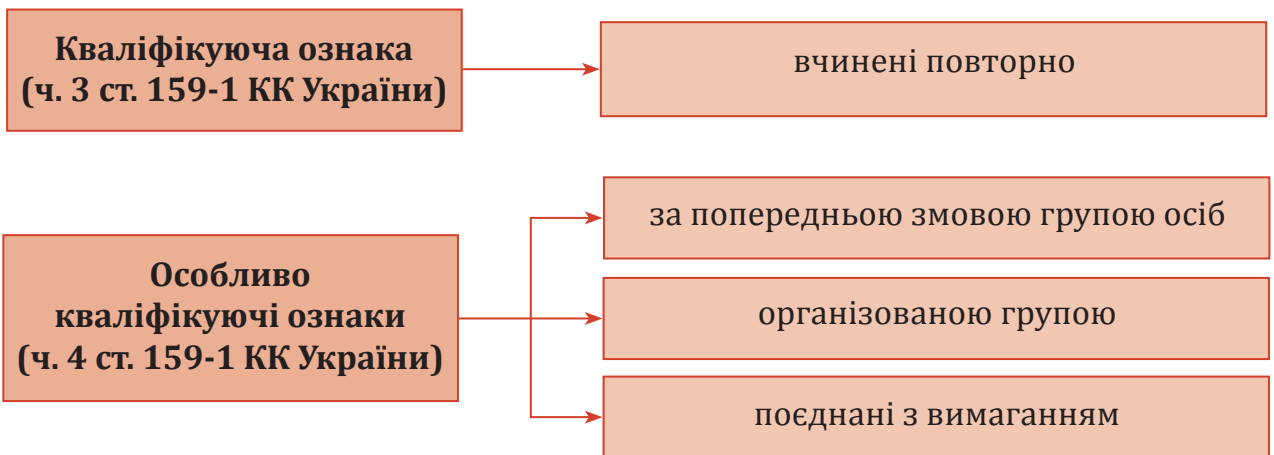 Кваліфікуюча ознака
(ч. 3 ст. 159-1 КК України)
вчинені повторно
за попередньою змовою групою осіб
Особливо
кваліфікуючі ознаки
(ч. 4 ст. 159-1 КК України)
організованою групою
поєднані з вимаганням